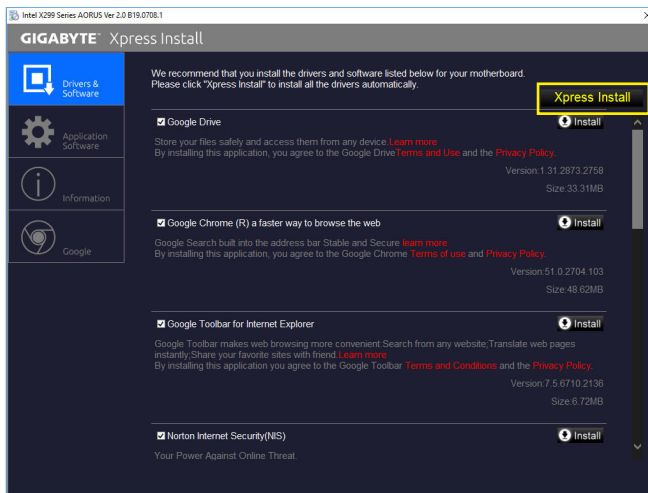 Intel X299 Series AORUS Ver 2.0 B19.0708.1
GIGABYTE™ Xpress Install
Drivers &
Software
Application
Software
Information
Google
We recommend that you install the drivers and software listed below for your motherboard.
Please click "Xpress Install" to install all the drivers automatically.
Xpress Install
Google Drive
Install
Store your files safely and access them from any device.Learn more
By installing this application, you agree to the Google DriveTerms and Use and the Privacy Policy.
Version:1.31.2873.2758
Size:33.31MB
Google Chrome (R) a faster way to browse the web
Install
Google Search built into the address bar Stable and Secure learn more
By installing this application, you agree to the Google Chrome Terms of use and Privacy Policy.
Version:51.0.2704.103
Size:48.62MB
Google Toolbar for Internet Explorer
Install
Google Toolbar makes web browsing more convenient:Search from any website;Translate web pages
instantly;Share your favorite sites with friend.Learn more
By installing this application you agree to the Google Toolbar Terms and Conditions and the Privacy Policy.
Version:7.5.6710.2136
Size:6.72MB
Norton Internet Security(NIS)
Install
Your Power Against Online Threat.